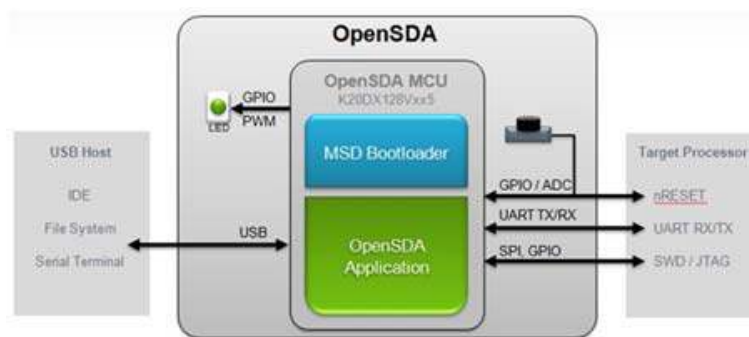 OpenSDA
OpenSDA MCU
K20DX128Vxx5
GPIO
PWM
LED
MSD Bootloader
USB Host
IDE
File System
Serial Terminal
USB
OpenSDA
Application
GPIO / ADC
UART TX/RX
SPI, GPIO
Target Processor
nRESET
UART RX/TX
SWD / JTAG